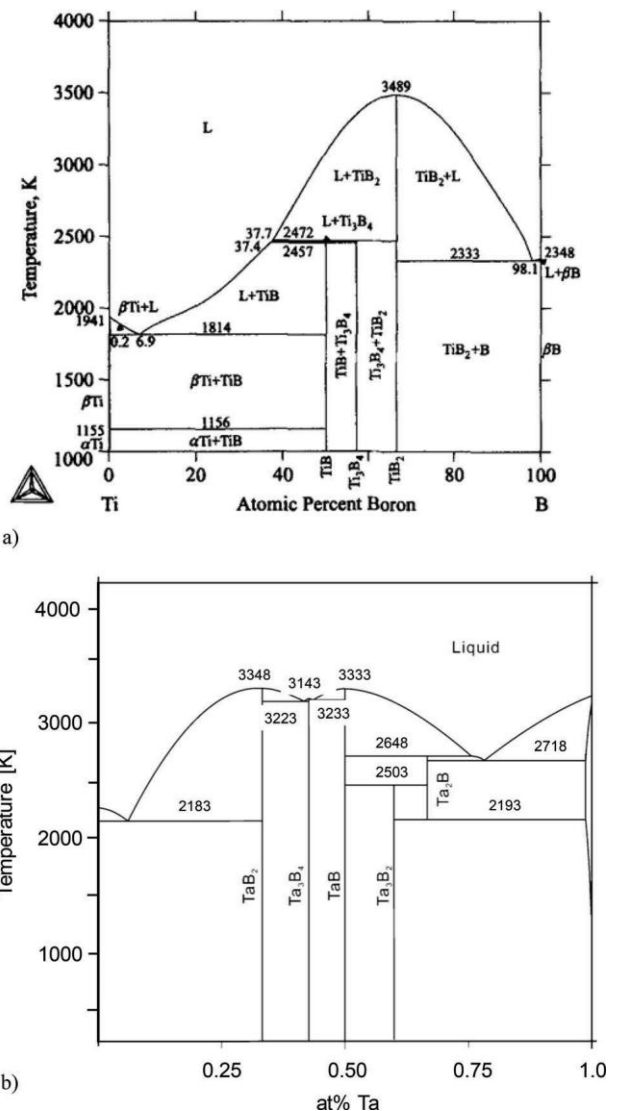 4000
3500
3489
3000
L
L+TiB2
TiB2+L
L+Ti3B4
37.7
2472
2500
37.4
2457
2333
2348
98.1
L+βB
Temperature, K
L+TiB
2000
βTi+L
1941
1814
0.2
6.9
TiB+Ti3B4
Ti3B4+TiB2
TiB2+B
βB
βTi+TiB
1500
βTi
1156
1155
αTi
αTi+TiB
1000
0
20
40
TiB
Ti3B4
TiB2
80
100
Ti
Atomic Percent Boron
B
a)
4000
Liquid
3348
3143
3333
3000
3223
3233
2648
2718
2503
Ta2B
2183
2193
2000
Temperature [K]
TaB2
Ta3B4
TaB
Ta3B2
1000
0.25
0.50
0.75
1.0
b)
at% Ta